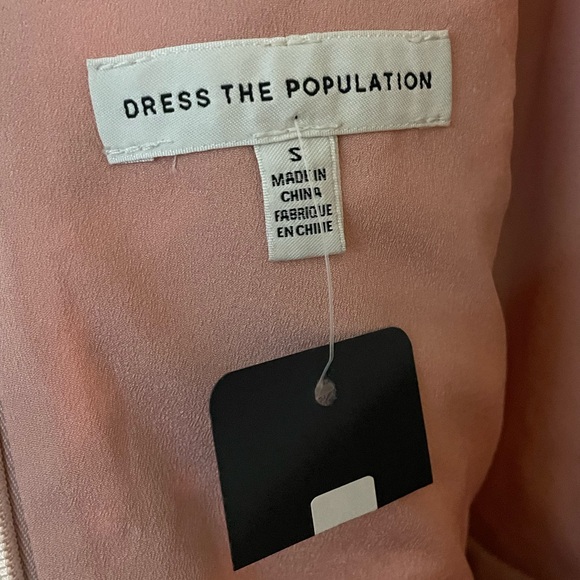 DRESS THE POPULATION
S
MADE IN
CHINA
FABRIQUE
EN CHINE